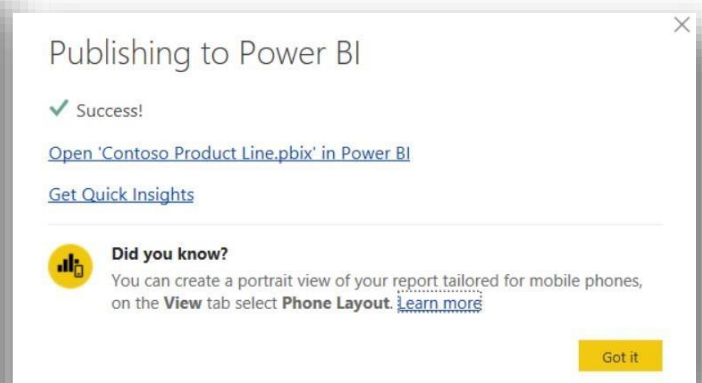 Publishing to Power BI
Success!
Open 'Contoso Product Line.pbix' in Power BI
Get Quick Insights
Did you know?
You can create a portrait view of your report tailored for mobile phones,
on the View tab select Phone Layout. Learn more
Got it